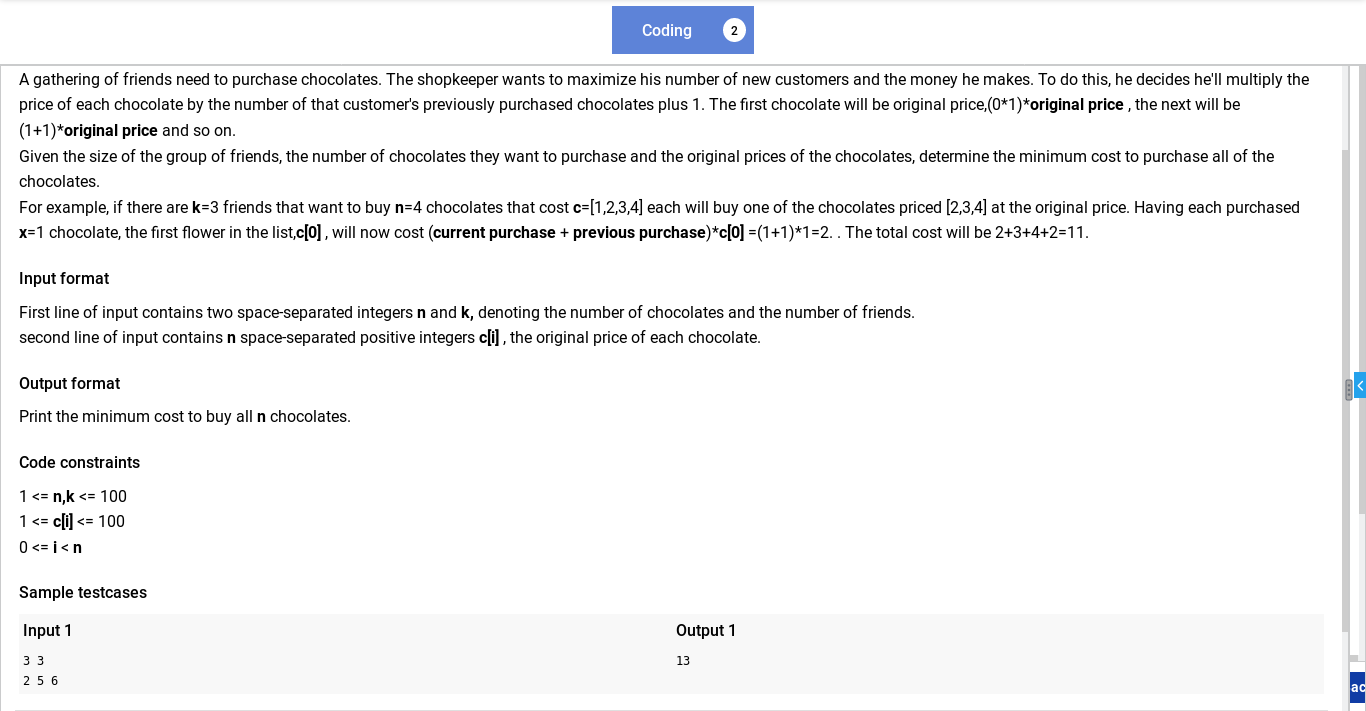 Coding 2
A gathering of friends need to purchase chocolates. The shopkeeper wants to maximize his number of new customers and the money he makes. To do this, he decides he'll multiply the
price of each chocolate by the number of that customer's previously purchased chocolates plus 1. The first chocolate will be original price,(0*1)*original price , the next will be
(1+1)*original price and so on.
Given the size of the group of friends, the number of chocolates they want to purchase and the original prices of the chocolates, determine the minimum cost to purchase all of the
chocolates.
For example, if there are k=3 friends that want to buy n=4 chocolates that cost c=[1,2,3,4] each will buy one of the chocolates priced [2,3,4] at the original price. Having each purchased
x=1 chocolate, the first flower in the list,c[0] , will now cost (current purchase + previous purchase)*c[0] =(1+1)*1=2. . The total cost will be 2+3+4+2=11.
Input format
First line of input contains two space-separated integers n and k, denoting the number of chocolates and the number of friends.
second line of input contains n space-separated positive integers c[i] , the original price of each chocolate.
Output format
Print the minimum cost to buy all n chocolates.
Code constraints
1 <= n,k <= 100
1 <= c[i] <= 100
0 <= i < n
Sample testcases
Input 1 Output 1
3 3 13
2 5 6
ac